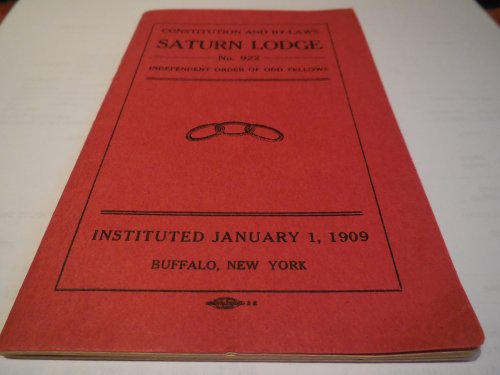 CONSTITUTION AND BY-LAWS
SATURN LODGE
No. 922
INDEPENDENT ORDER OF ODD FELLOWS
INSTITUTED JANUARY 1, 1909
BUFFALO, NEW YORK